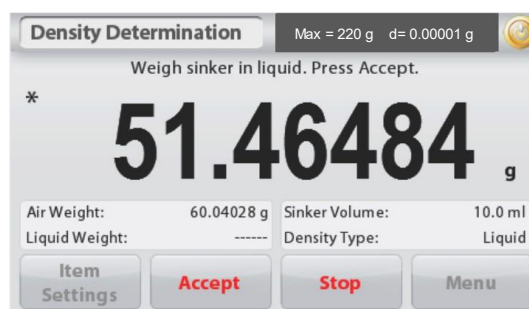 Density Determination Max = 220 g d= 0.00001 g
Weigh sinker in liquid. Press Accept.
* 51.46484 g
Air Weight: 60.04028 g Sinker Volume: 10.0 ml
Liquid Weight: ------ Density Type: Liquid
Item Settings Accept Stop Menu